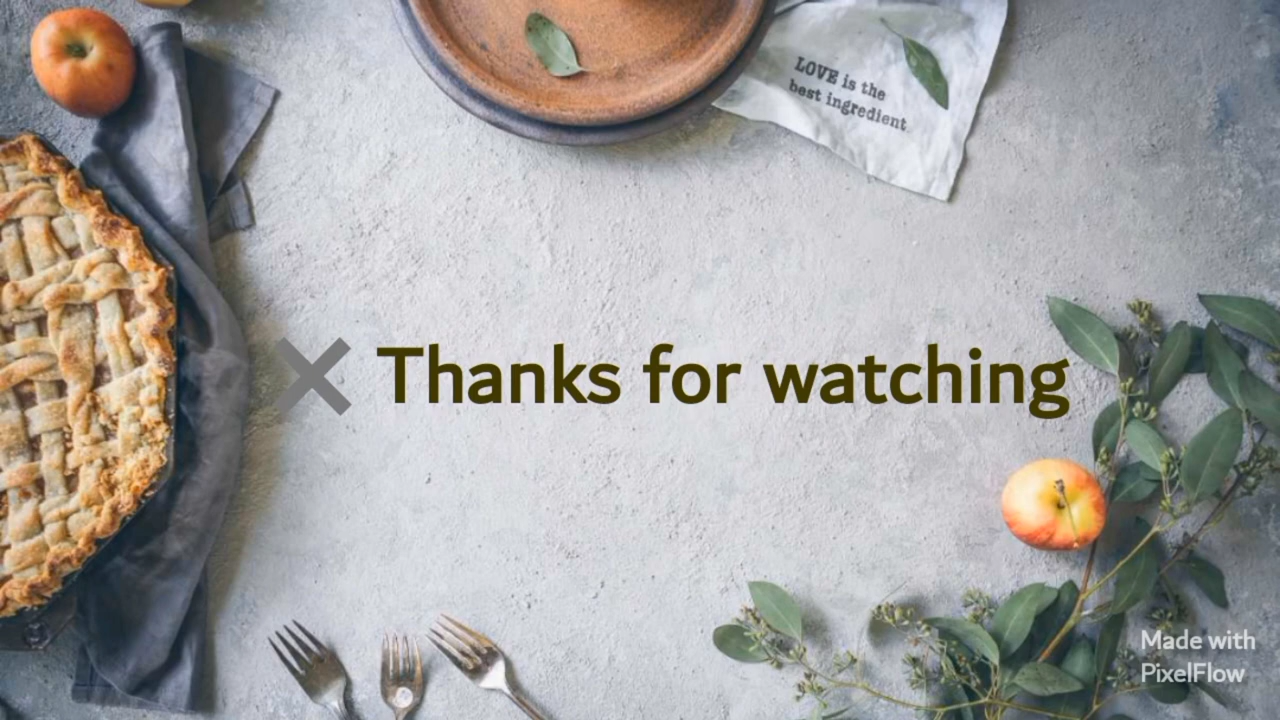 LOVE is the
best ingredient
Thanks for watching
Made with
PixelFlow